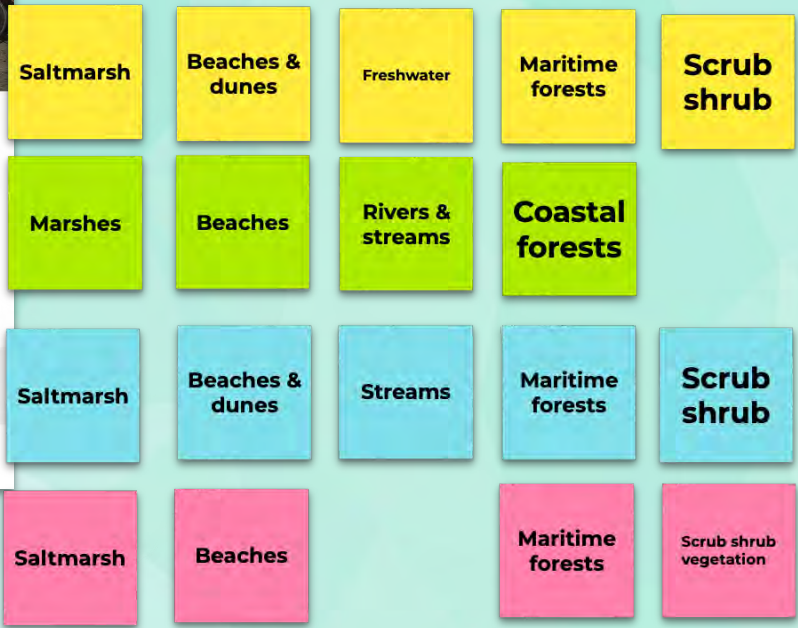 Saltmarsh
Beaches &
dunes
Freshwater
Maritime
forests
Scrub
shrub
Marshes
Beaches
Rivers &
streams
Coastal
forests
Saltmarsh
Beaches &
dunes
Streams
Maritime
forests
Scrub
shrub
Saltmarsh
Beaches
Maritime
forests
Scrub shrub
vegetation